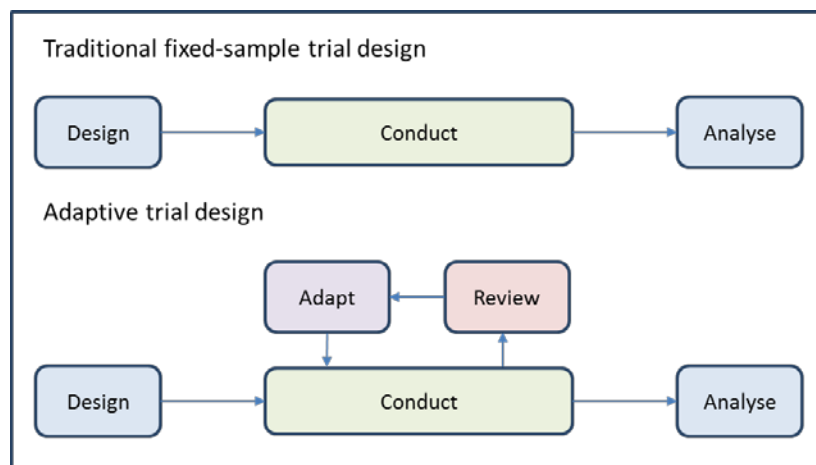 Traditional fixed-sample trial design
Design
Conduct
Analyse
Adaptive trial design
Adapt
Review
Design
Conduct
Analyse